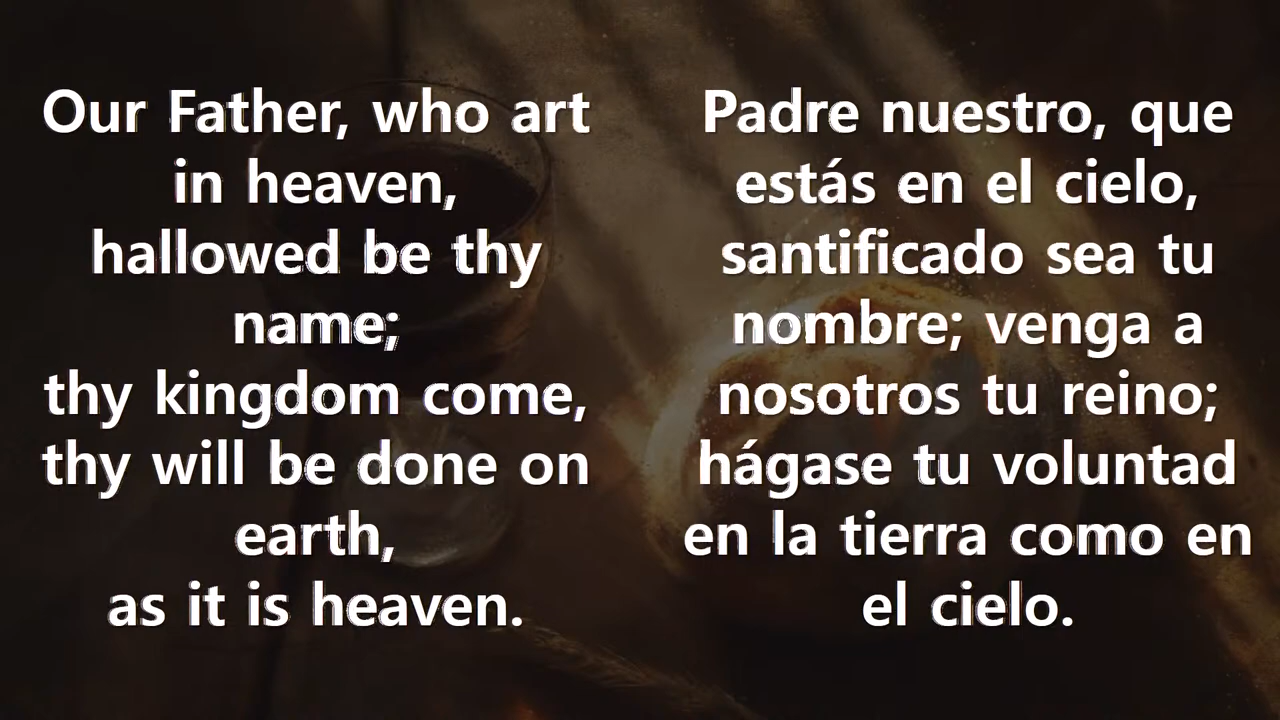 Our Father, who art
in heaven,
hallowed be thy
name;
thy kingdom come,
thy will be done on
earth,
as it is heaven.
Padre nuestro, que
estás en el cielo,
santificado sea tu
nombre; venga a
nosotros tu reino;
hágase tu voluntad
en la tierra como en
el cielo.